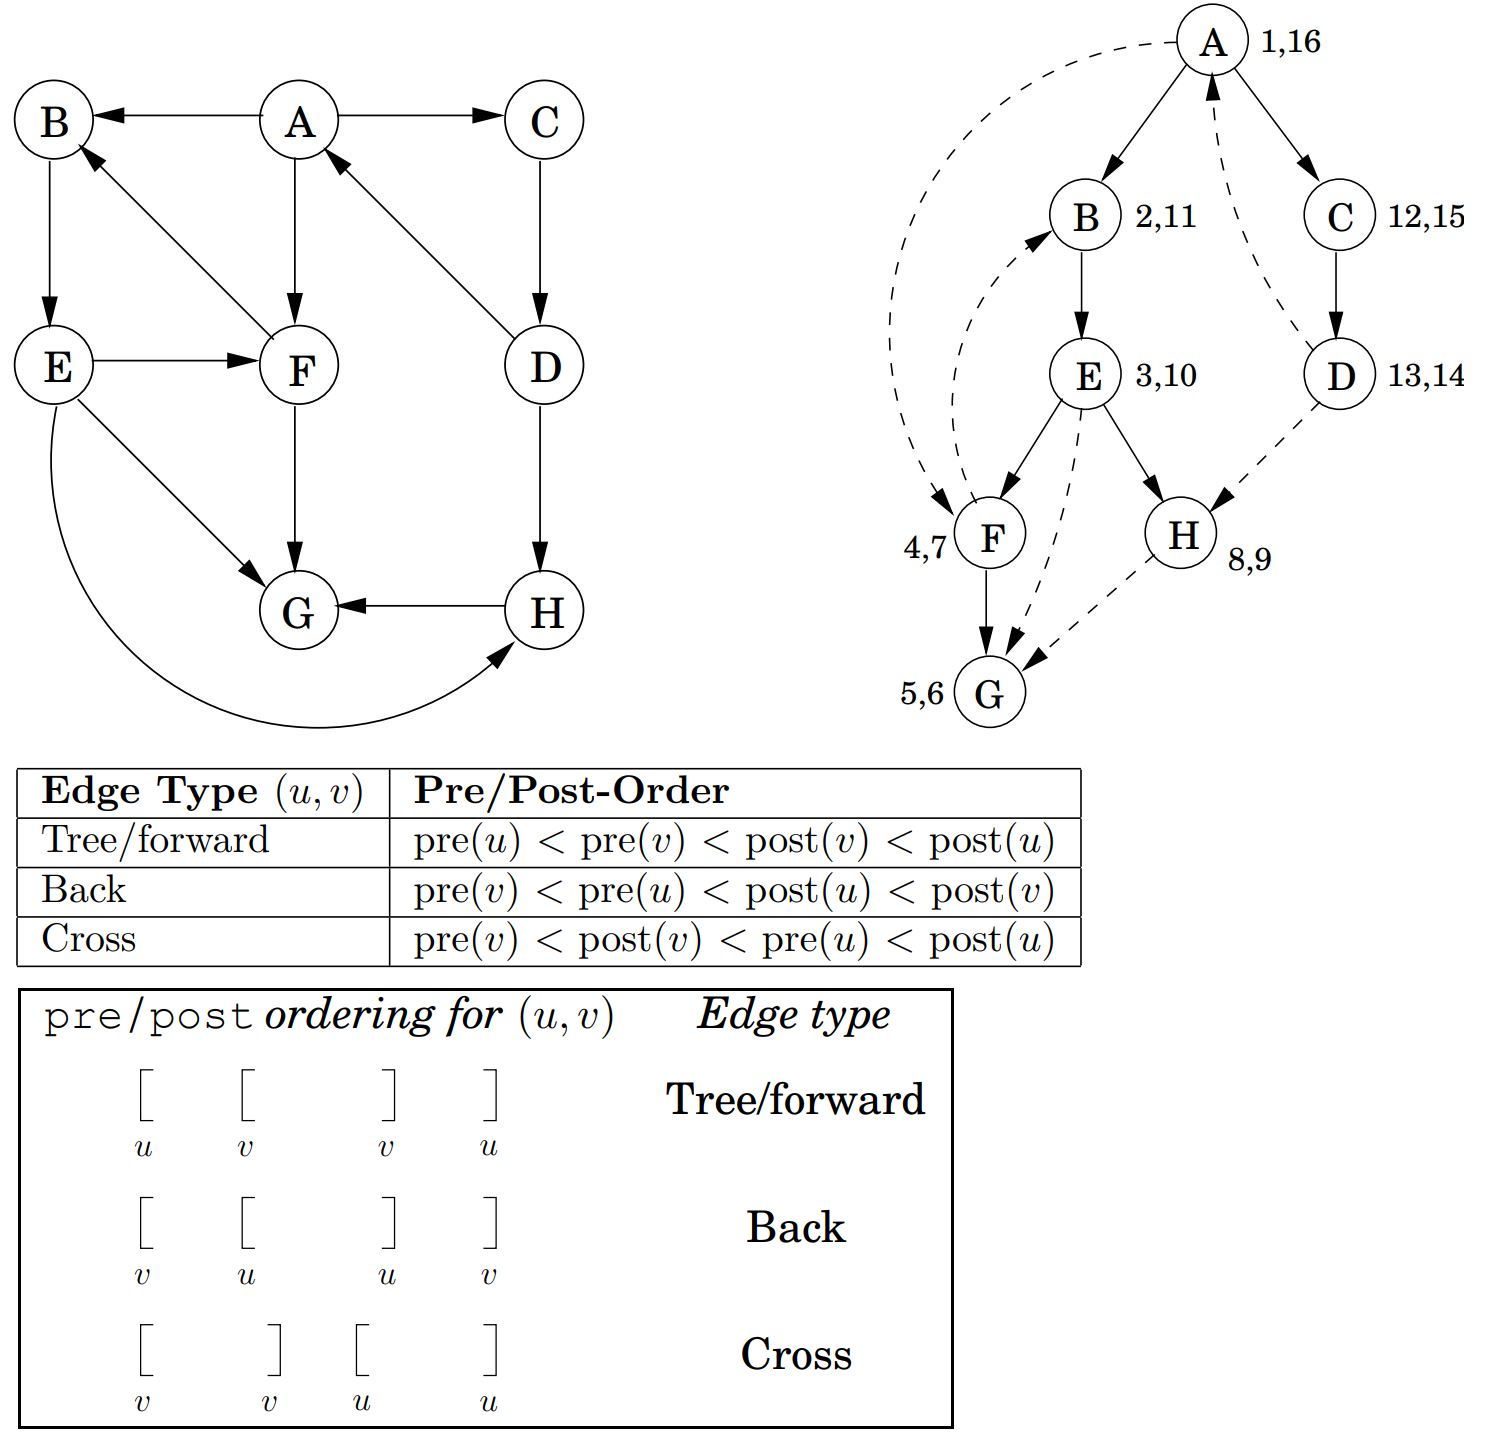 B A C
E F D
G H
A 1,16
B 2,11 C 12,15
E 3,10 D 13,14
4,7 F H 8,9
5,6 G
Edge Type (u, v) Pre/Post-Order
Tree/forward pre(u) < pre(v) < post(v) < post(u)
Back pre(v) < pre(u) < post(u) < post(v)
Cross pre(v) < post(v) < pre(u) < post(u)
pre/post ordering for (u, v) Edge type
[ [ ] ] Tree/forward
u v v u
[ [ ] ] Back
v u u v
[ ] [ ] Cross
v v u u